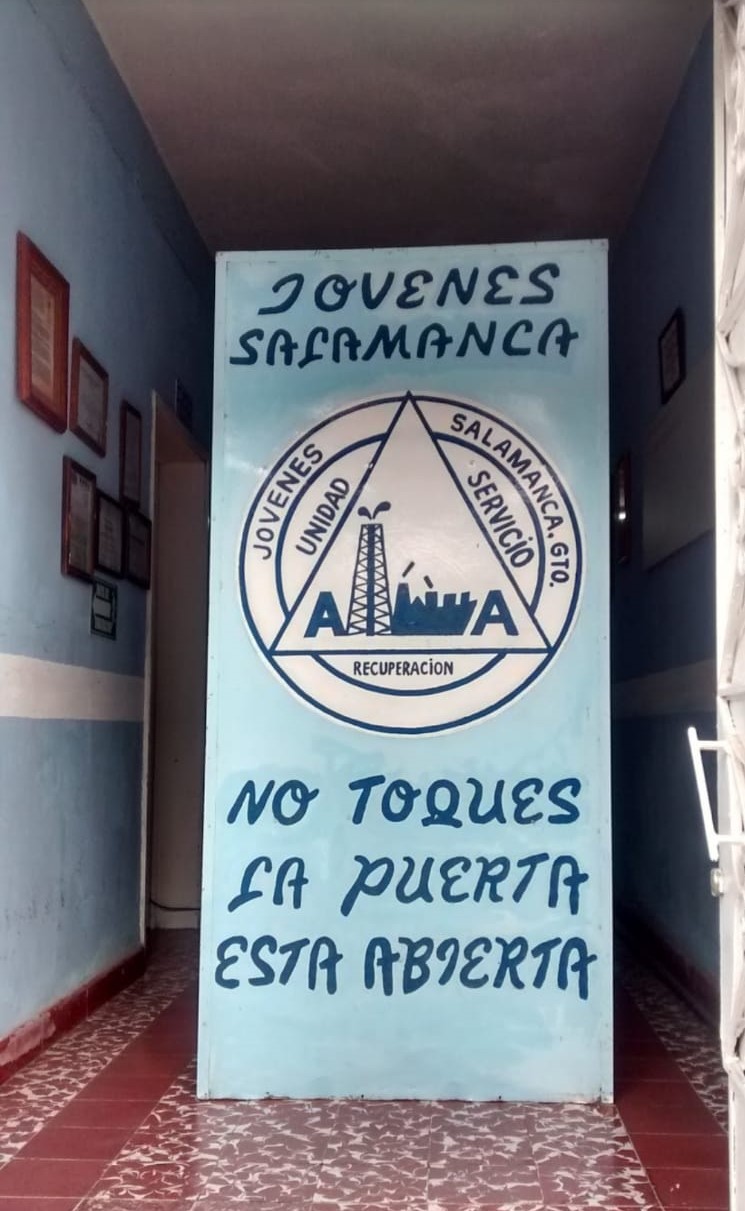 JOVENES
SALAMANCA
JOVENES
SALAMANCA, GTO.
UNIDAD
SERVICIO
A A
RECUPERACION
NO TOQUES
LA PUERTA
ESTA ABIERTA